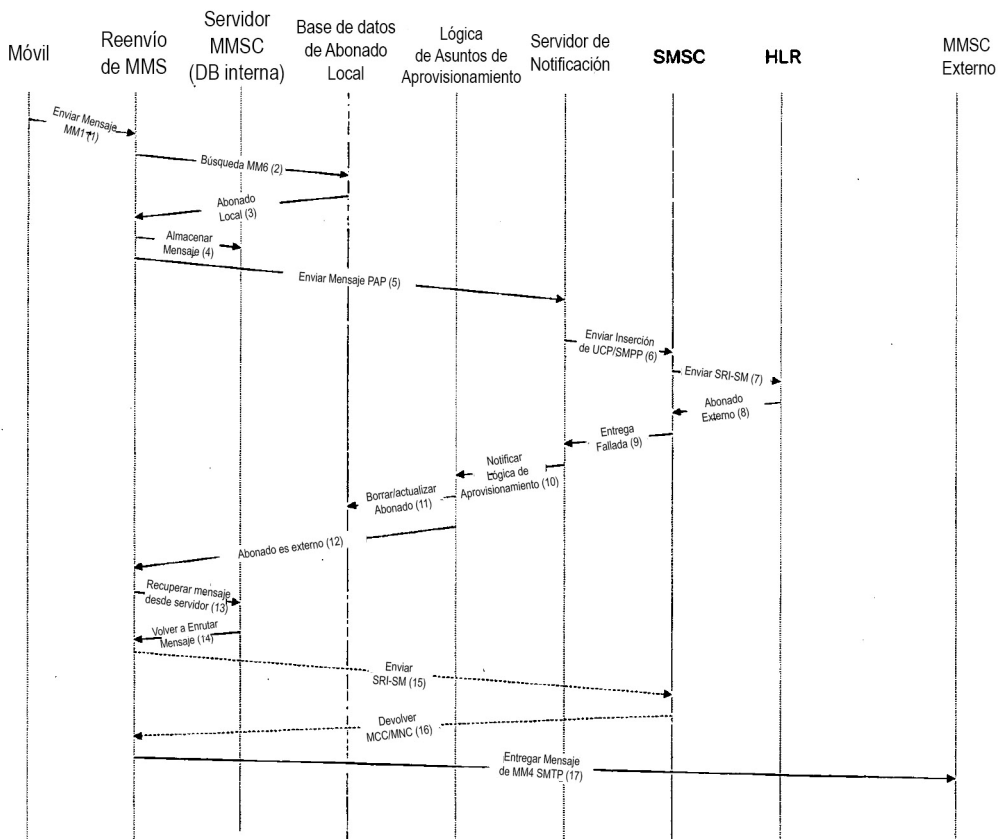 Móvil
Reenvío
de MMS
Servidor
MMSC
(DB interna)
Base de datos
de Abonado
Local
Lógica
de Asuntos de
Aprovisionamiento
Servidor de
Notificación
SMSC
HLR
MMSC
Externo
Enviar Mensaje
MM1 (1)
Búsqueda MM6 (2)
Abonado
Local (3)
Almacenar
Mensaje (4)
Enviar Mensaje PAP (5)
Enviar Inserción
de UCP/SMPP (6)
Enviar SRI-SM (7)
Abonado
Externo (8)
Entrega
Fallada (9)
Notificar
Lógica de
Aprovisionamiento (10)
Borrar/actualizar
Abonado (11)
Abonado es externo (12)
Recuperar mensaje
desde servidor (13)
Volver a Enrutar
Mensaje (14)
Enviar
SRI-SM (15)
Devolver
MCC/MNC (16)
Entregar Mensaje
de MM4 SMTP (17)